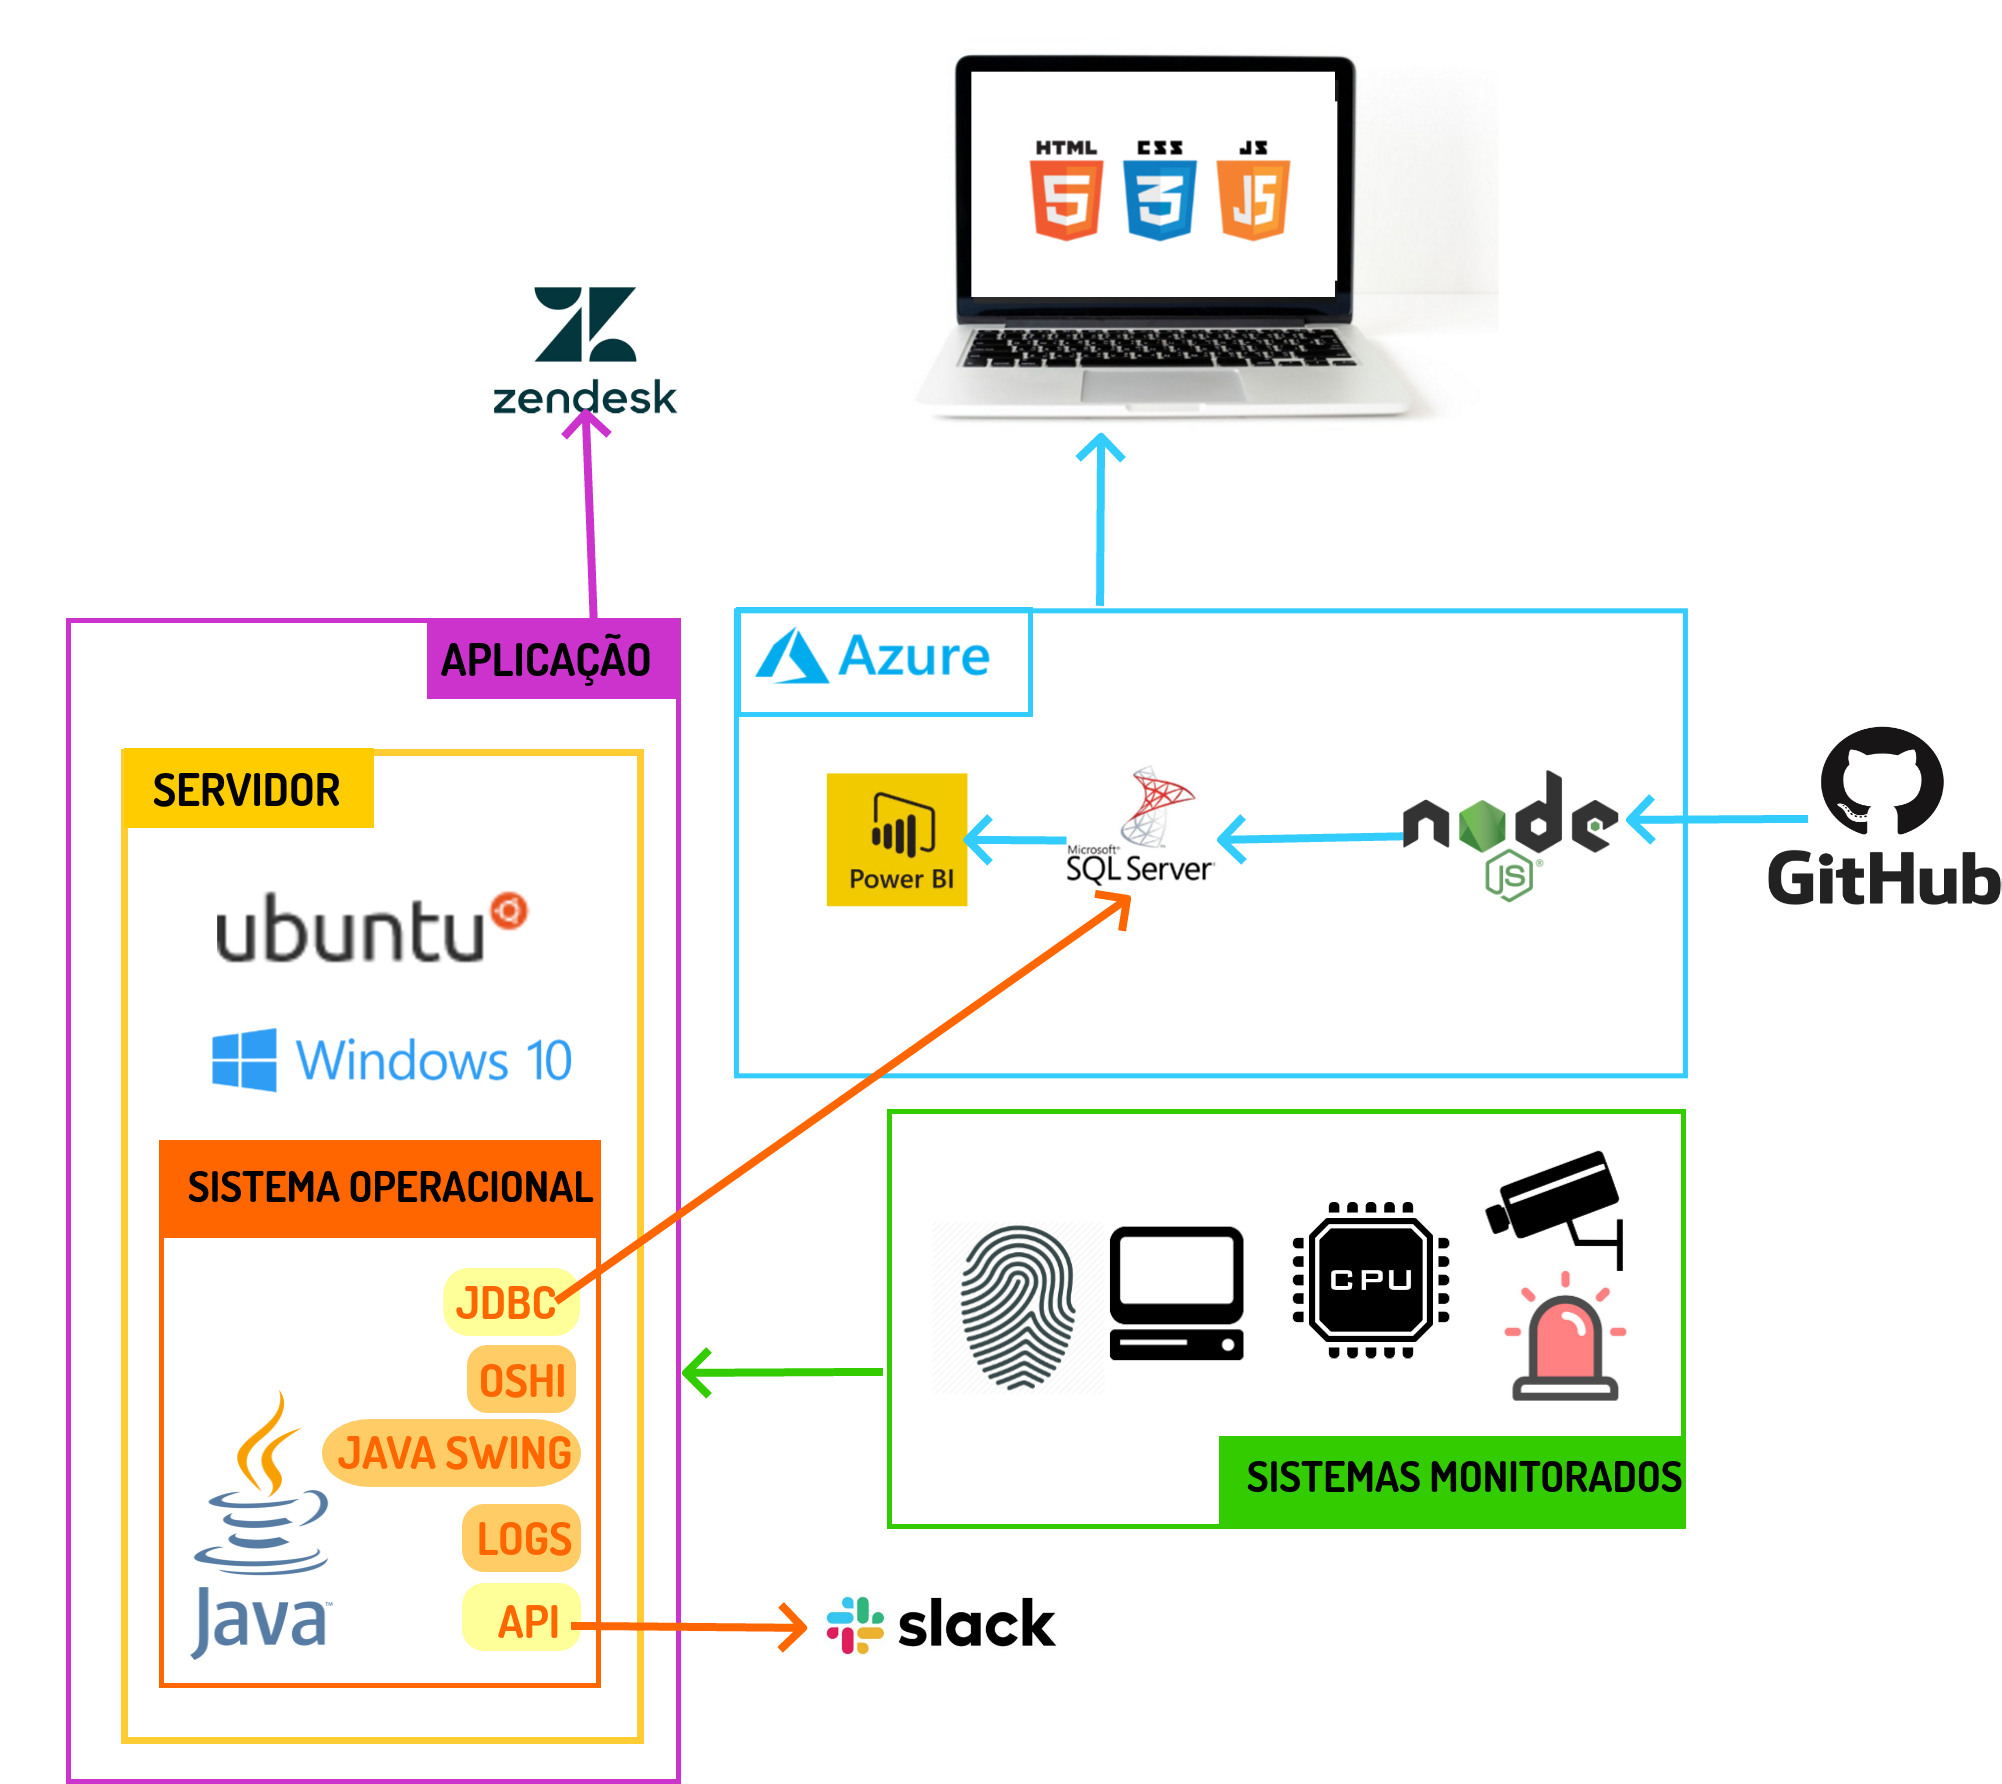 HTML CSS JS
zendesk
APLICAÇÃO
Azure
SERVIDOR
Power BI
Microsoft®
SQL Server
node
JS®
GitHub
ubuntu
Windows 10
SISTEMA OPERACIONAL
JDBC
OSHI
JAVA SWING
LOGS
API
Java™
CPU
SISTEMAS MONITORADOS
slack